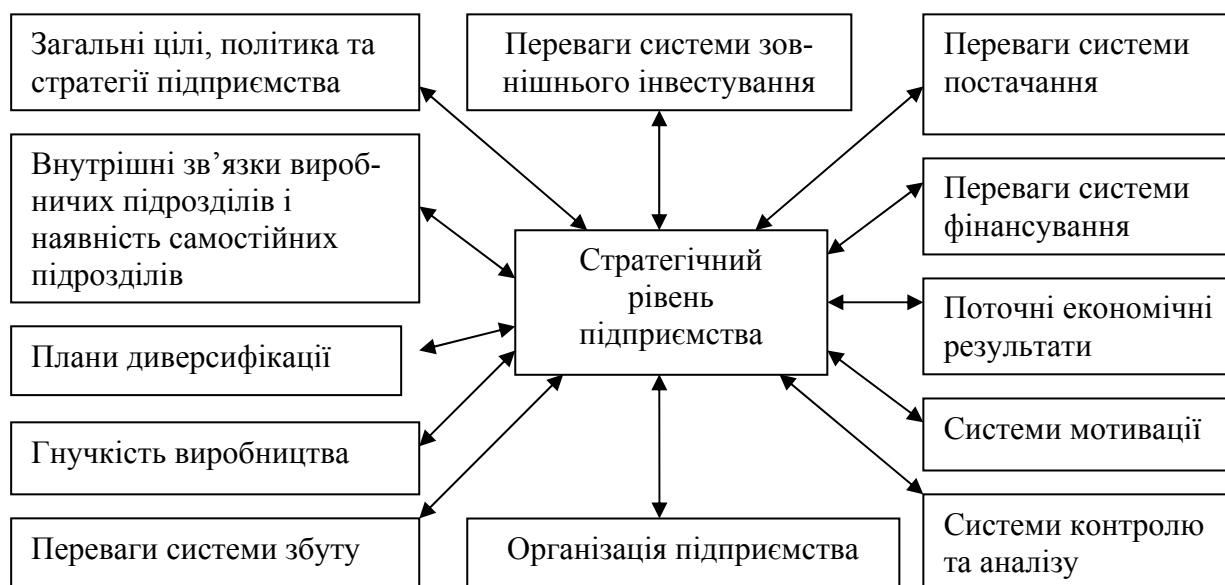 Загальні цілі, політика та
стратегії підприємства
Переваги системи зов-
нішнього інвестування
Переваги системи
постачання
Внутрішні зв’язки вироб-
ничих підрозділів і
наявність самостійних
підрозділів
Переваги системи
фінансування
Стратегічний
рівень
підприємства
Поточні економічні
результати
Плани диверсифікації
Гнучкість виробництва
Системи мотивації
Переваги системи збуту
Організація підприємства
Системи контролю
та аналізу